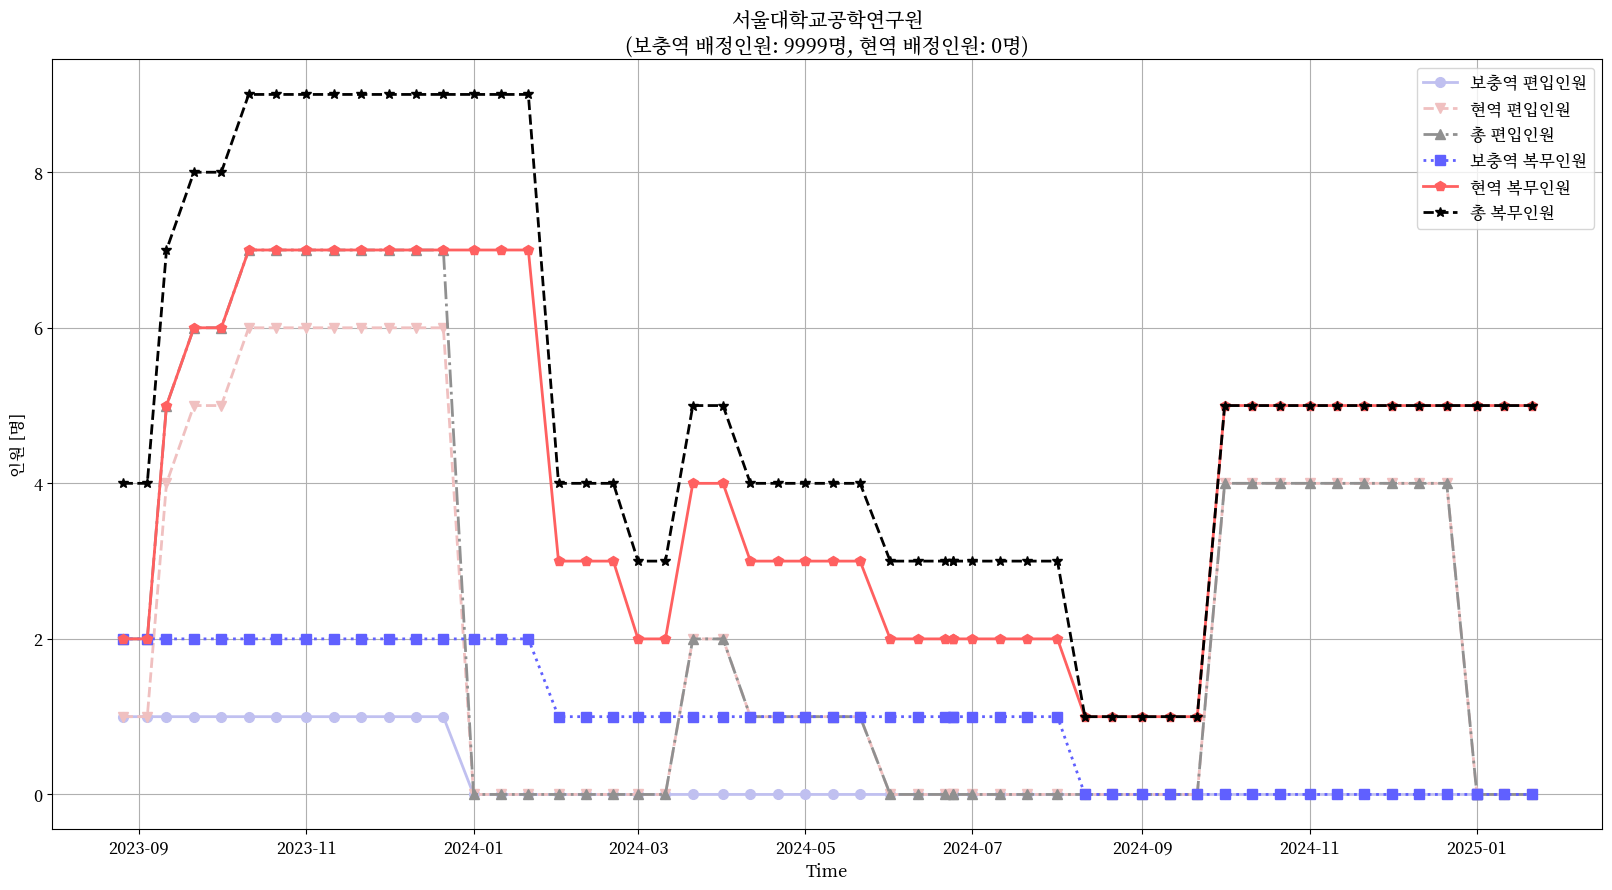 서울대학교공학연구원
(보충역 배정인원: 9999명, 현역 배정인원: 0명)
보충역 편입인원
현역 편입인원
총 편입인원
보충역 복무인원
현역 복무인원
총 복무인원
인원 [명]
8
6
4
2
0
2023-09
2023-11
2024-01
2024-03
2024-05
2024-07
2024-09
2024-11
2025-01
Time